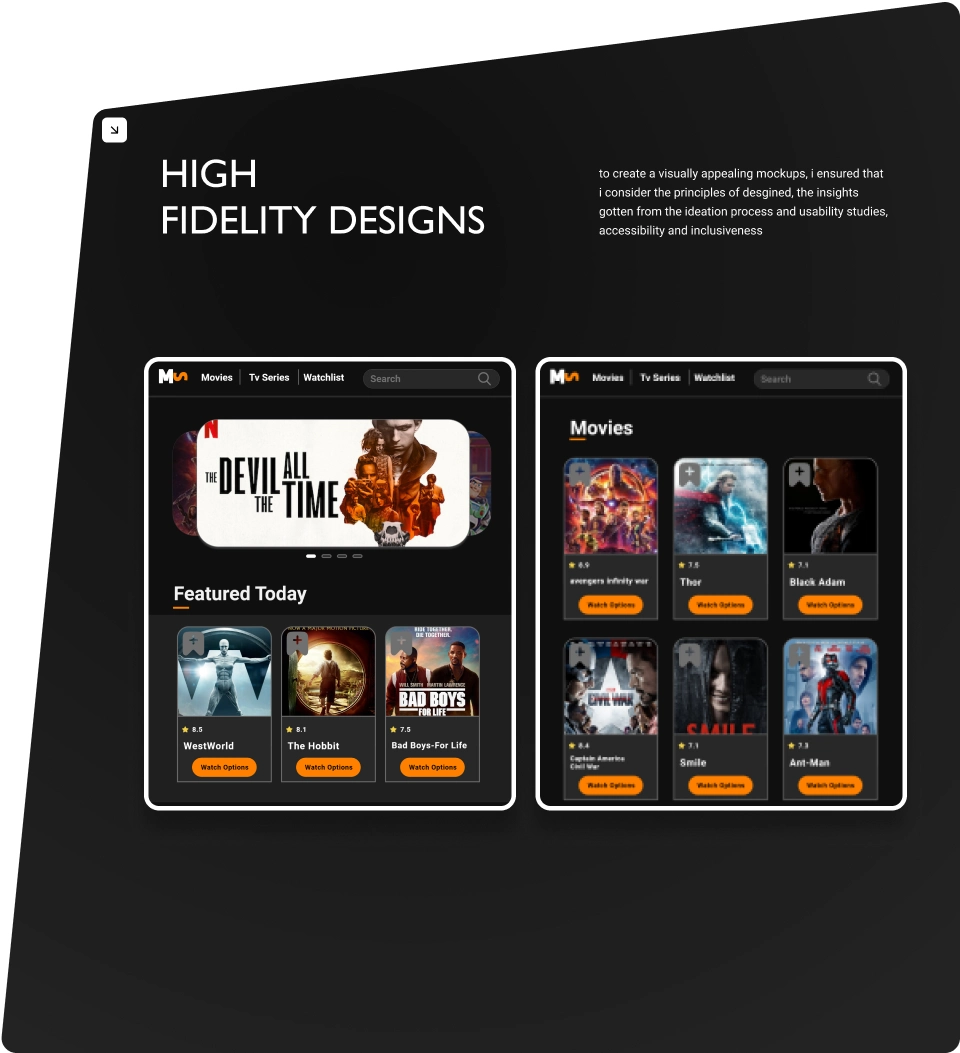 HIGH
FIDELITY DESIGNS
to create a visually appealing mockups, i ensured that
i consider the principles of desgined, the insights
gotten from the ideation process and usability studies,
accessibility and inclusiveness
Movies Tv Series Watchlist Search
N
THE DEVIL ALL
THE TIME
Featured Today
NOW A MAJOR MOTION PICTURE
RIDE TOGETHER.
DIE TOGETHER.
WILL SMITH MARTIN LAWRENCE
BAD BOYS
FOR LIFE
8.5 8.1 7.5
WestWorld The Hobbit Bad Boys-For Life
Watch Options Watch Options Watch Options
Movies Tv Series Watchlist Search
Movies
8.9 7.5 7.1
avengers infinity war Thor Black Adam
Watch Options Watch Options Watch Options
CIVIL WAR
SMILE
8.4 7.1 7.3
Captain America
Civil War
Smile Ant-Man
Watch Options Watch Options Watch Options